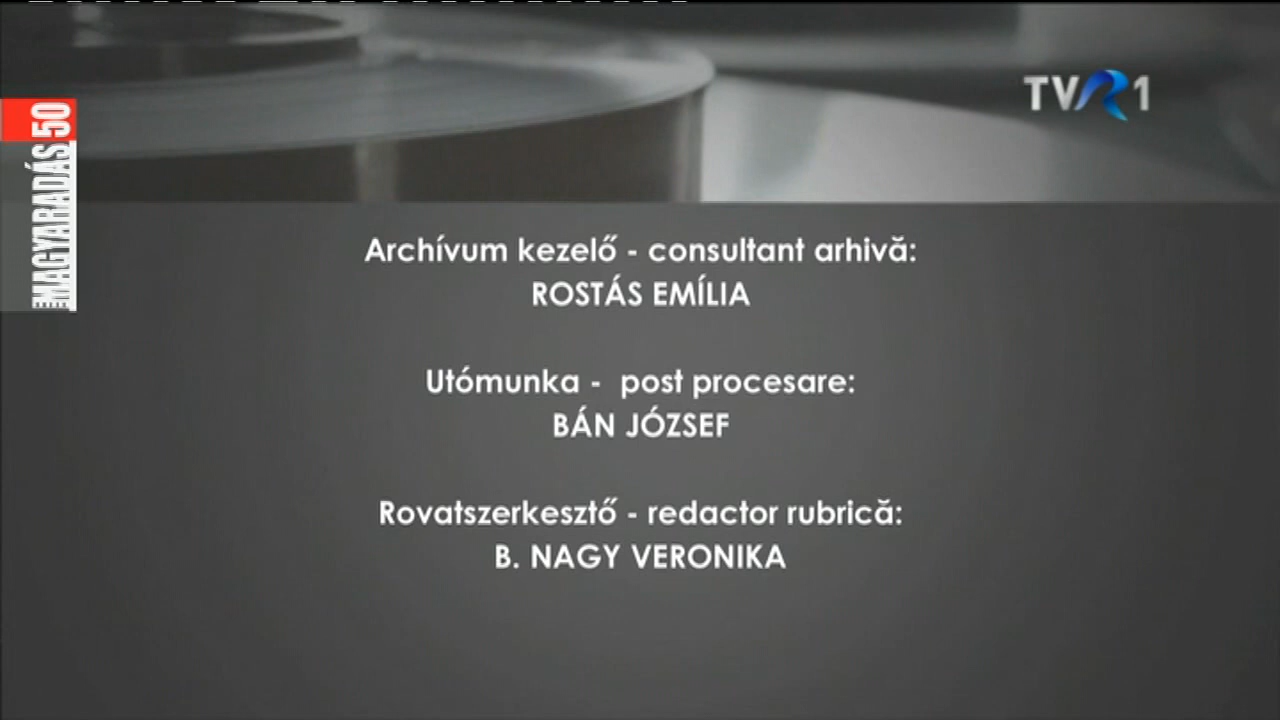 TVR1
MAGYARADÁS 50
Archívum kezelő - consultant arhivă:
ROSTÁS EMÍLIA
Utómunka -  post procesare:
BÁN JÓZSEF
Rovatszerkesztő - redactor rubrică:
B. NAGY VERONIKA